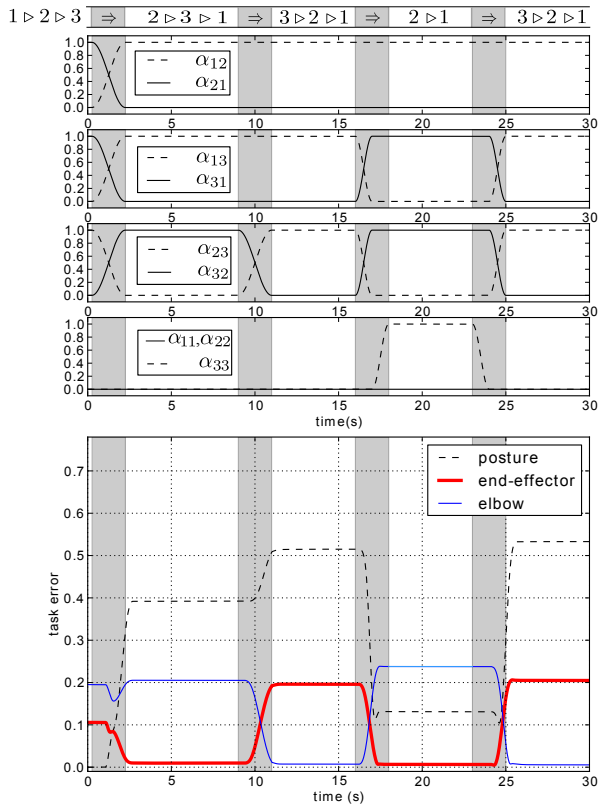 1 ▷ 2 ▷ 3 ⇒ 2 ▷ 3 ▷ 1 ⇒ 3 ▷ 2 ▷ 1 ⇒ 2 ▷ 1 ⇒ 3 ▷ 2 ▷ 1
1.0
0.8
0.6
0.4
0.2
0.0
α12
α21
0 5 10 15 20 25 30
1.0
0.8
0.6
0.4
0.2
0.0
α13
α31
0 5 10 15 20 25 30
1.0
0.8
0.6
0.4
0.2
0.0
α23
α32
0 5 10 15 20 25 30
1.0
0.8
0.6
0.4
0.2
0.0
α11,α22
α33
0 5 10 15 20 25 30
time(s)
0.7
0.6
0.5
0.4
0.3
0.2
0.1
0.0
task error
posture
end-effector
elbow
0 5 10 15 20 25 30
time (s)